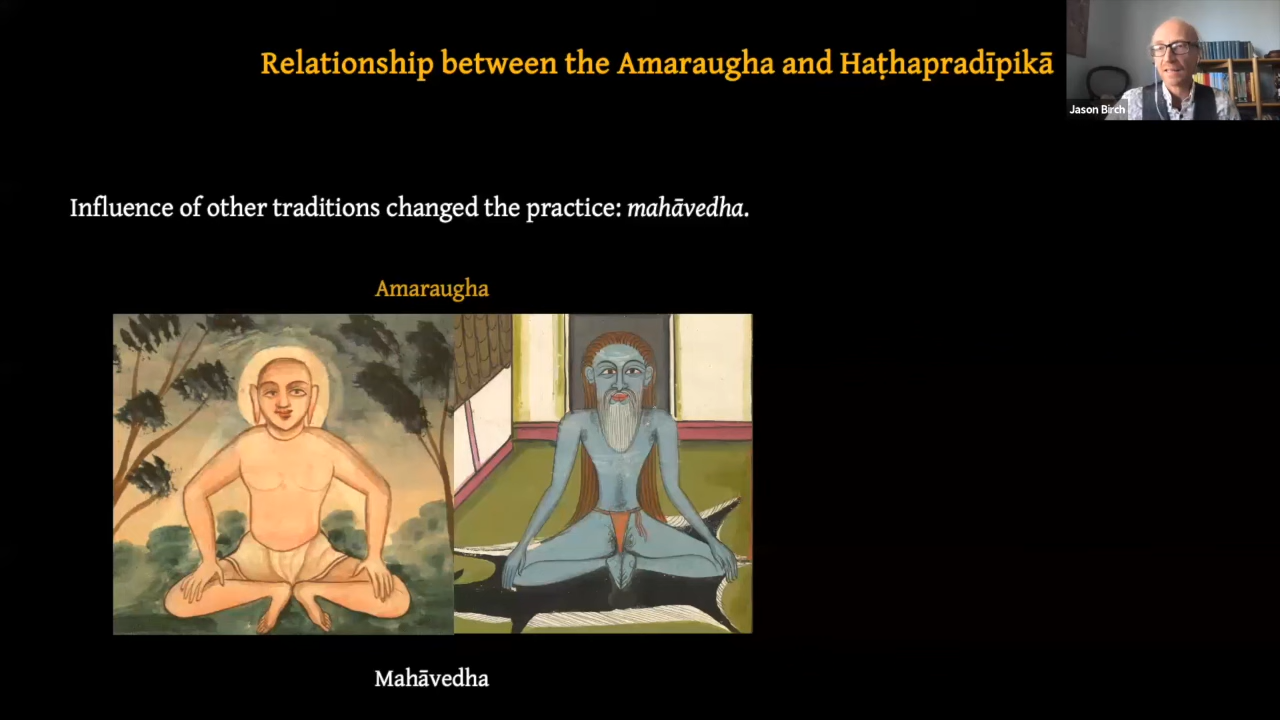 Relationship between the Amaraugha and Haṭhapradīpikā
Jason Birch
Influence of other traditions changed the practice: mahāvedha.
Amaraugha
Mahāvedha